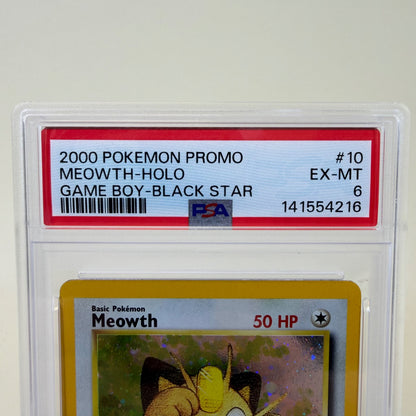 2000 POKEMON PROMO #10
MEOWTH-HOLO EX-MT
GAME BOY-BLACK STAR 6
PSA 141554216
Basic Pokémon
Meowth 50 HP